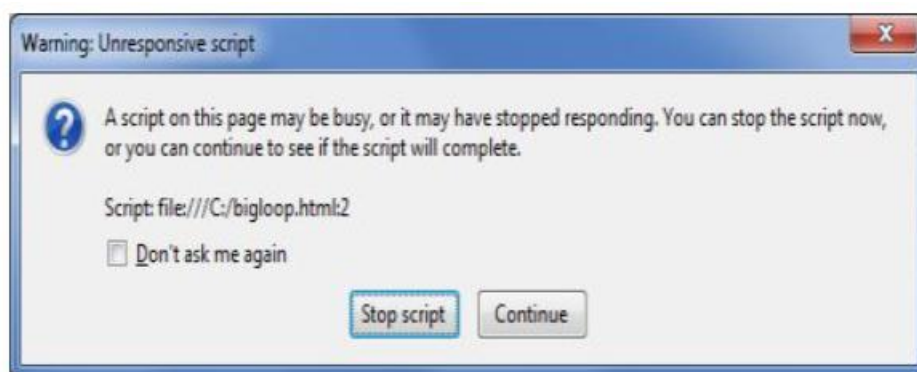 Warning: Unresponsive script
X
A script on this page may be busy, or it may have stopped responding. You can stop the script now,
or you can continue to see if the script will complete.
Script: file:///C:/bigloop.html:2
Don't ask me again
Stop script
Continue